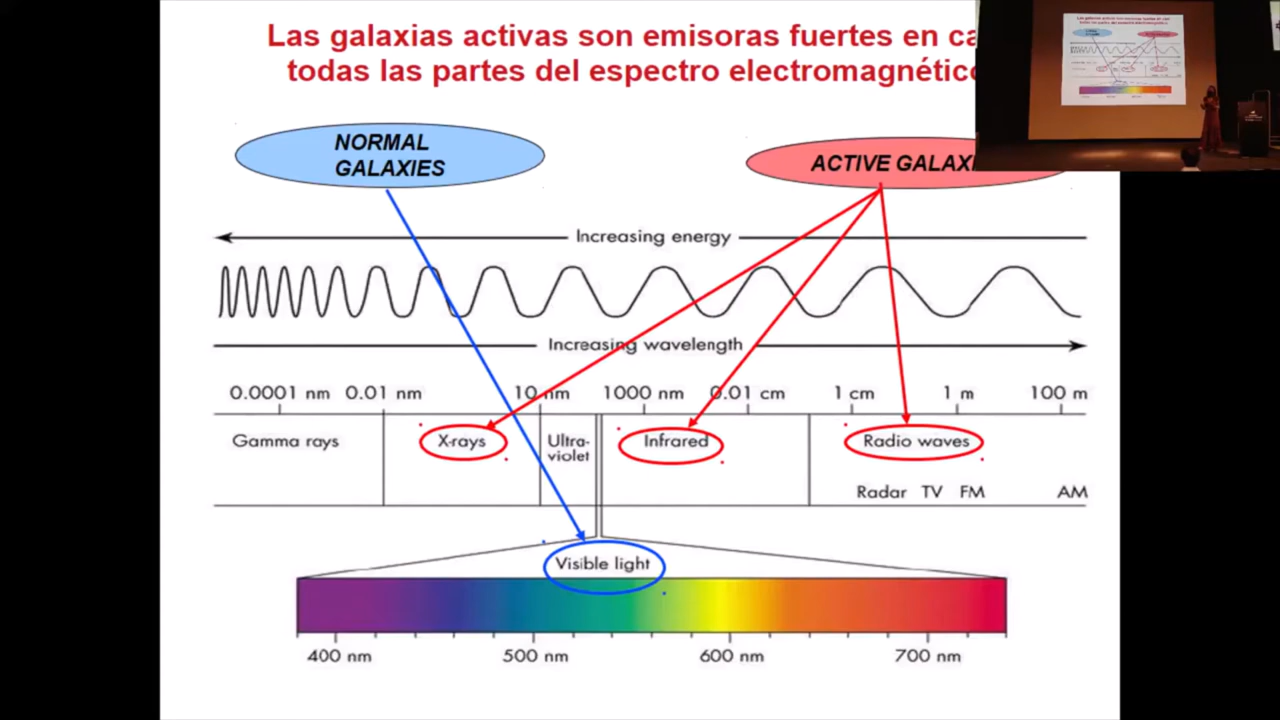 Las galaxias activas son emisoras fuertes en
todas las partes del espectro electromagnético
NORMAL
GALAXIES
ACTIVE
Increasing energy
Increasing wavelength
0.0001 nm 0.01 nm 10 nm 1000 nm 0.01 cm 1 cm 1 m 100 m
Gamma rays X-rays Ultra- Infrared Radio waves
violet
Radar TV FM AM
Visible light
400 nm 500 nm 600 nm 700 nm